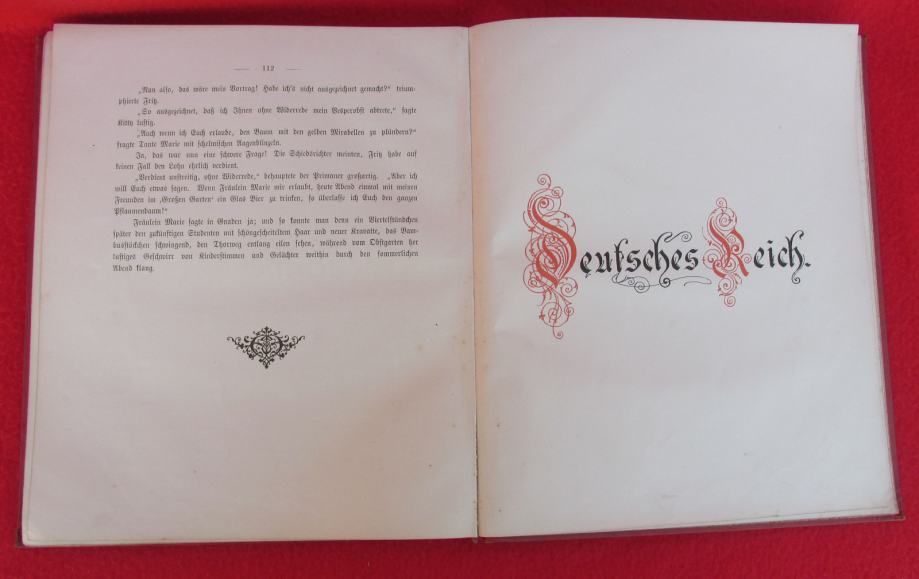 — 112 —
„Nun also, das wäre mein Vortrag! Habe ich's nicht ausgezeichnet gemacht?“ trium-
phierte Fritz.
„So ausgezeichnet, daß ich Ihnen ohne Widerrede mein Vesperobst abtrete,“ sagte
Kitty lustig.
„Auch wenn ich Euch erlaube, den Baum mit den gelben Mirabellen zu plündern?“
fragte Tante Marie mit schelmischen Augenblinzeln.
Ja, das war nun eine schwere Frage! Die Schiedsrichter meinten, Fritz habe auf
keinen Fall den Lohn ehrlich verdient.
„Verdient unstreitig, ohne Widerrede,“ behauptete der Primaner großartig. „Aber ich
will Euch etwas sagen. Wenn Fräulein Marie mir erlaubt, heute Abend einmal mit meinen
Freunden im ‚Großen Garten‘ ein Glas Bier zu trinken, so überlasse ich Euch den ganzen
Pflaumenbaum!“
Fräulein Marie sagte in Gnaden ja; und so konnte man denn ein Viertelstündchen
später den zukünftigen Studenten mit schöngescheiteltem Haar und neuer Kravatte, das Bam-
busstöckchen schwingend, den Thorweg entlang eilen sehen, während vom Obstgarten her
lustiges Geschwirr von Kinderstimmen und Gelächter weithin durch den sommerlichen
Abend klang.
Deutsches Reich.